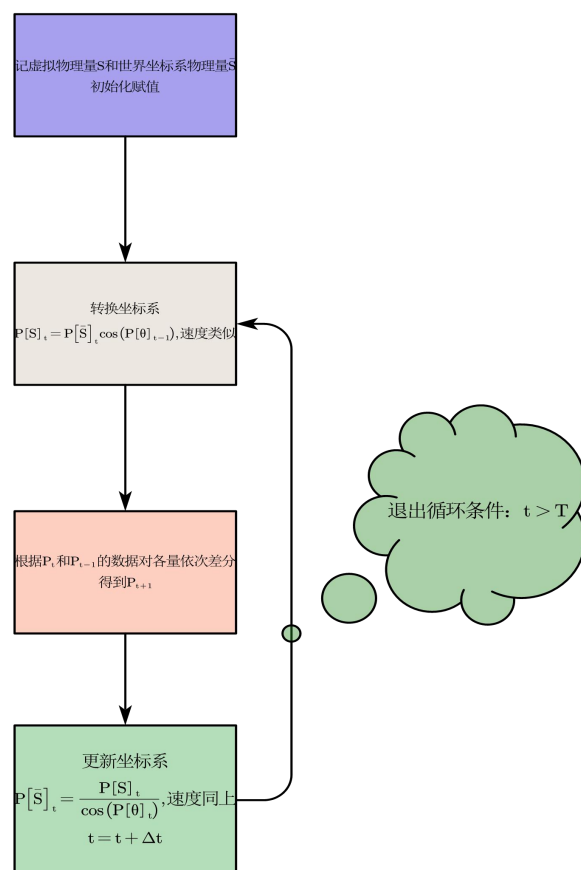 记虚拟物理量S和世界坐标系物理量S̄
初始化赋值
转换坐标系
P[S]ₜ = P[S̄]ₜcos(P[θ]ₜ₋₁),速度类似
根据Pₜ和Pₜ₋₁的数据对各量依次差分
得到Pₜ₊₁
更新坐标系
P[S̄]ₜ = P[S]ₜ / cos(P[θ]ₜ),速度同上
t = t + Δt
退出循环条件：t > T